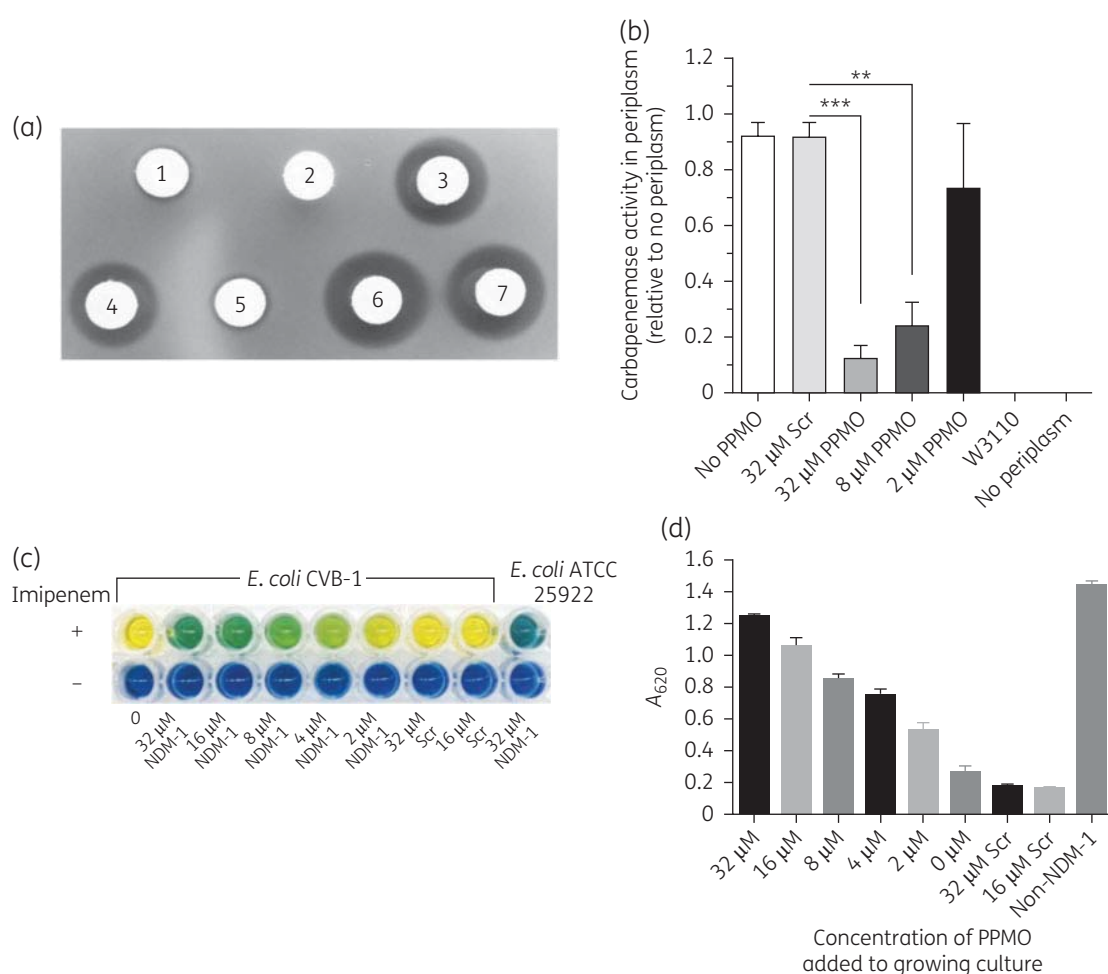 (a)
1
2
3
4
5
6
7
(b)
Carbapenemase activity in periplasm
(relative to no periplasm)
1.2
1.0
0.8
0.6
0.4
0.2
0
**
***
No PPMO
32 µM Scr
32 µM PPMO
8 µM PPMO
2 µM PPMO
W3110
No periplasm
(c)
E. coli CVB-1
E. coli ATCC
25922
Imipenem
+
–
0
32 µM
NDM-1
16 µM
NDM-1
8 µM
NDM-1
4 µM
NDM-1
2 µM
NDM-1
32 µM
Scr
16 µM
Scr
32 µM
NDM-1
(d)
A620
1.6
1.4
1.2
1.0
0.8
0.6
0.4
0.2
0
32 µM
16 µM
8 µM
4 µM
2 µM
0 µM
32 µM Scr
16 µM Scr
Non-NDM-1
Concentration of PPMO
added to growing culture